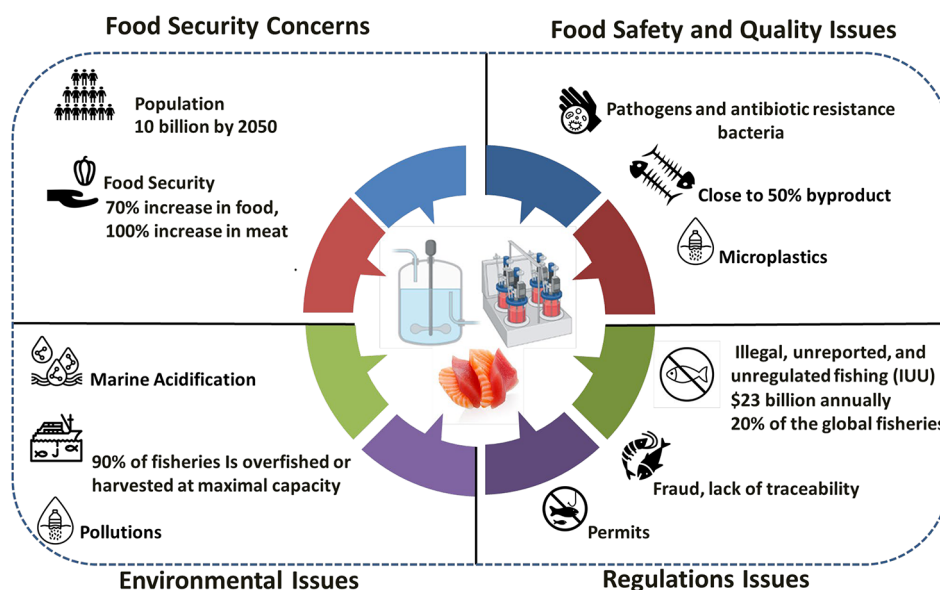 Food Security Concerns
Food Safety and Quality Issues
Population
10 billion by 2050
Food Security
70% increase in food,
100% increase in meat
Pathogens and antibiotic resistance
bacteria
Close to 50% byproduct
Microplastics
Marine Acidification
90% of fisheries Is overfished or
harvested at maximal capacity
Pollutions
Illegal, unreported, and
unregulated fishing (IUU)
$23 billion annually
20% of the global fisheries
Fraud, lack of traceability
Permits
Environmental Issues
Regulations Issues